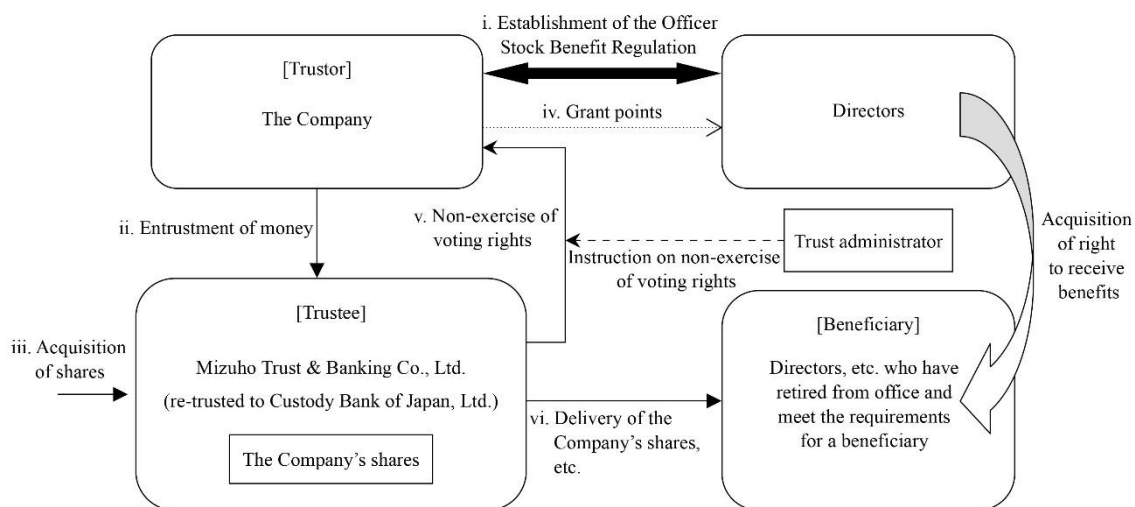 i. Establishment of the Officer
Stock Benefit Regulation
[Trustor]
The Company
iv. Grant points
Directors
ii. Entrustment of money
v. Non-exercise of
voting rights
Instruction on non-exercise
of voting rights
Trust administrator
Acquisition
of right
to receive
benefits
iii. Acquisition
of shares
[Trustee]
Mizuho Trust & Banking Co., Ltd.
(re-trusted to Custody Bank of Japan, Ltd.)
The Company's shares
vi. Delivery of the
Company's shares,
etc.
[Beneficiary]
Directors, etc. who have
retired from office and
meet the requirements
for a beneficiary